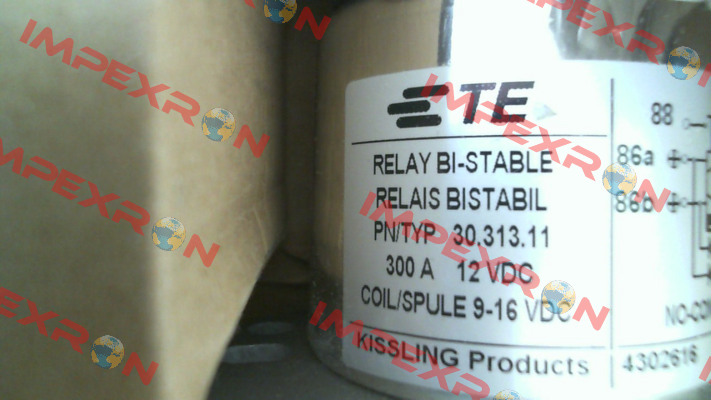 TE
RELAY BI-STABLE
RELAIS BISTABIL
PN/TYP 30.313.11
300 A 12 VDC
COIL/SPULE 9-16 VDC
KISSLING Products
88
86a
86b
4302616
IMPEXRON
IMPEXRON
IMPEXRON
IMPEXRON
IMPEXRON
IMPEXRON